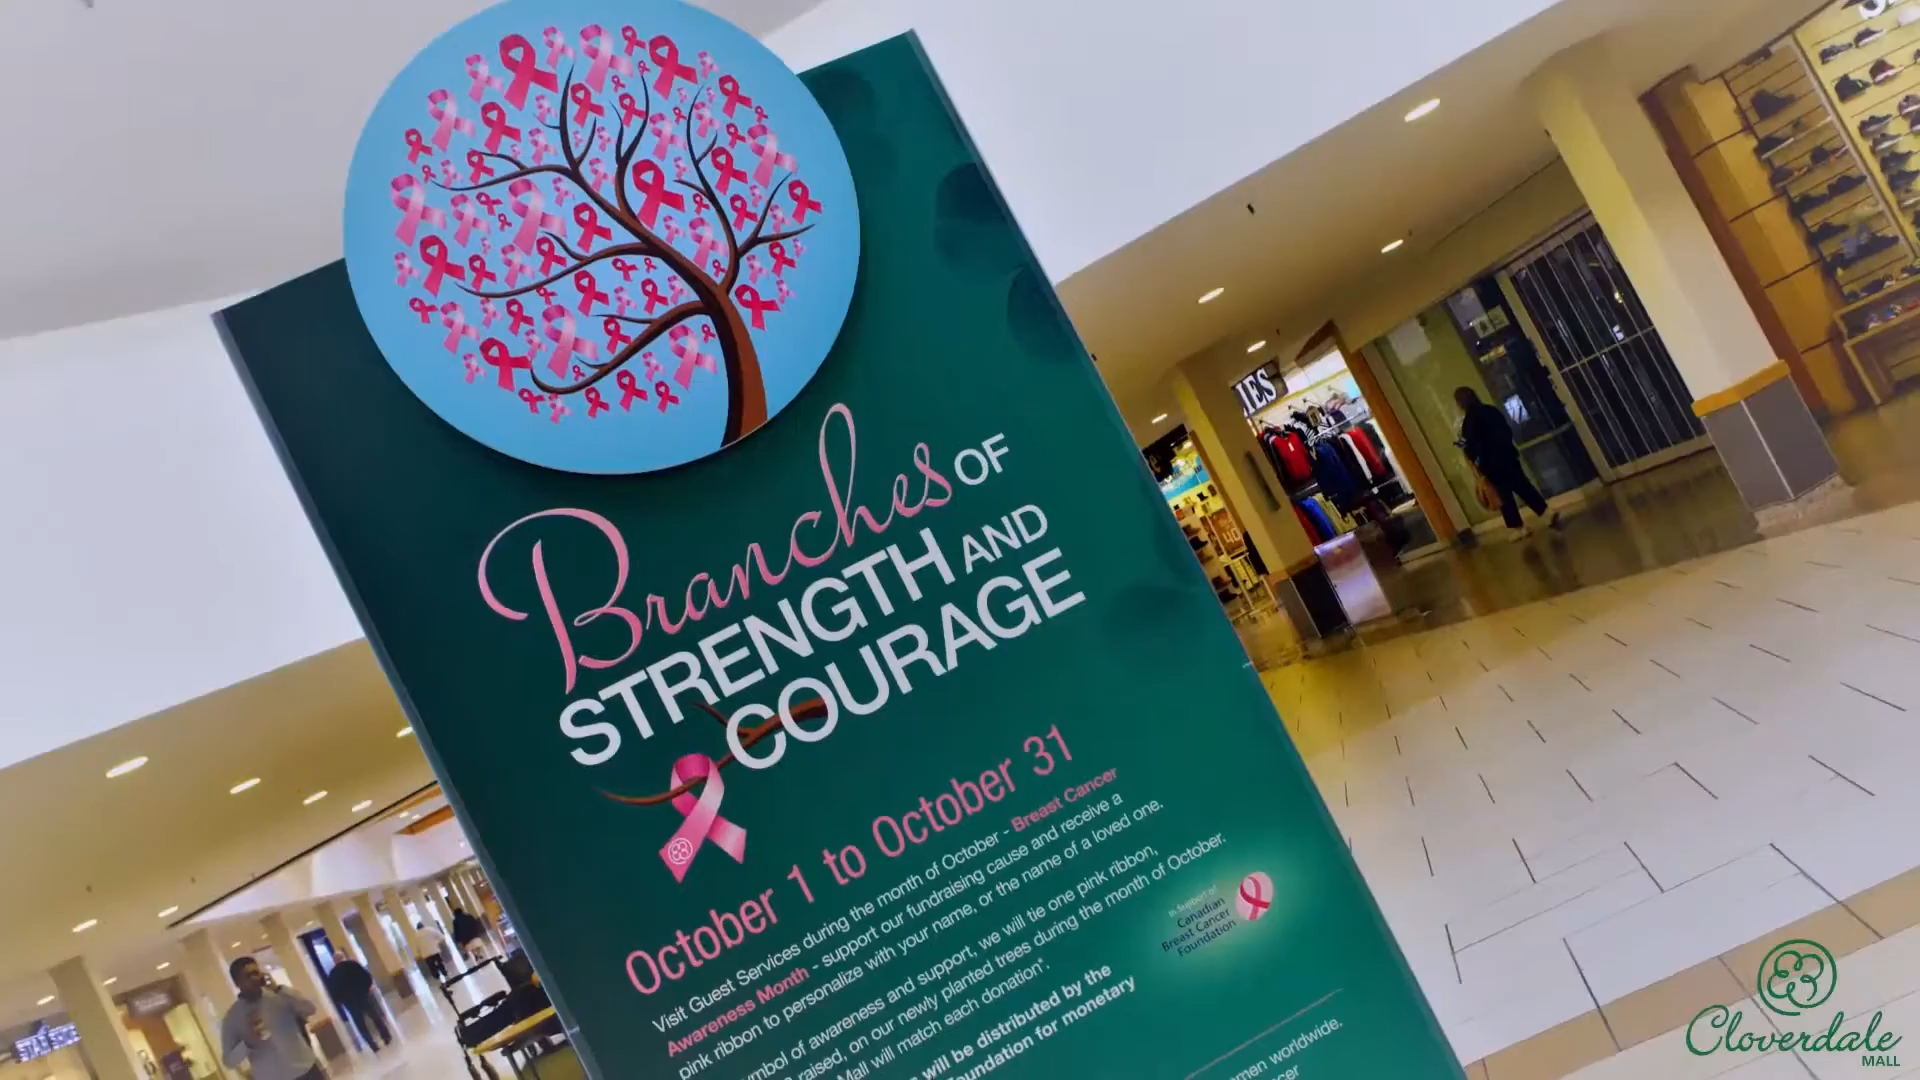 Branches OF
STRENGTH AND
COURAGE
October 1 to October 31
Visit Guest Services during the month of October - Breast Cancer
Awareness Month - support our fundraising cause and receive a
pink ribbon to personalize with your name, or the name of a loved one.
of awareness and support, we will tie one pink ribbon,
raised, on our newly planted trees during the month of October.
Mall will match each donation*.
will be distributed by the
for monetary
In Support of
Canadian
Breast Cancer
Foundation
worldwide.
Cloverdale
MALL